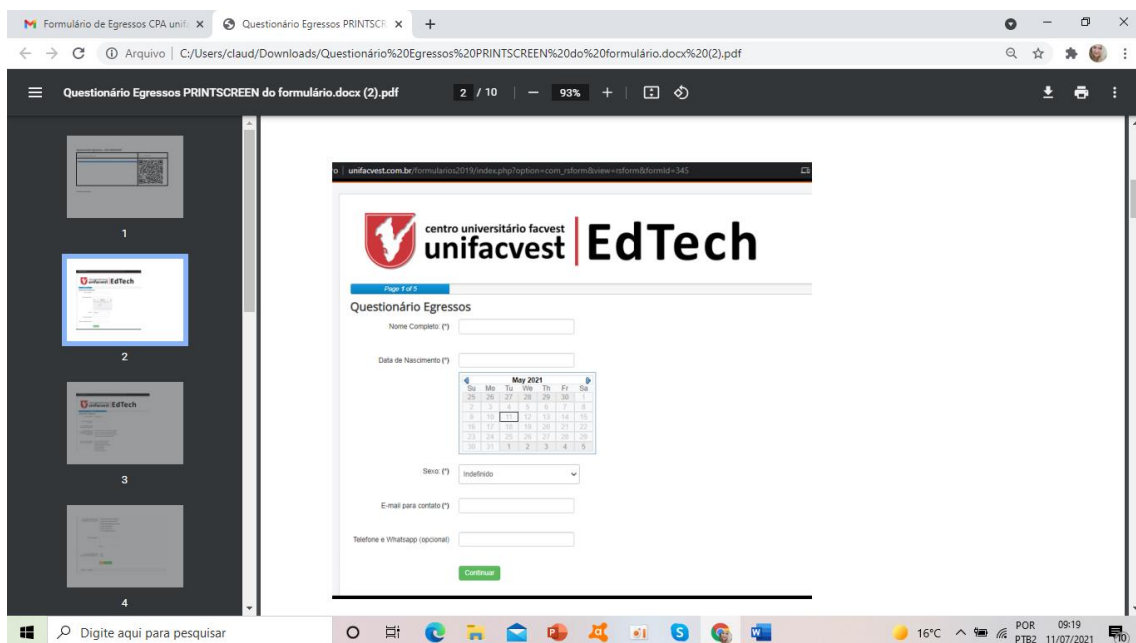 Formulário de Egressos CPA unifa
Questionário Egressos PRINTSCR
Arquivo | C:/Users/claud/Downloads/Questionário%20Egressos%20PRINTSCREEN%20do%20formulário.docx%20(2).pdf
Questionário Egressos PRINTSCREEN do formulário.docx (2).pdf
2 / 10
93%
unifacvest.com.br/formularios2019/index.php?option=com_rsform&view=rsform&formId=345
centro universitário facvest
unifacvest
EdTech
Page 1 of 5
Questionário Egressos
Nome Completo: (*)
Data de Nascimento (*)
May 2021
Su Mo Tu We Th Fr Sa
25 26 27 28 29 30 1
2 3 4 5 6 7 8
9 10 11 12 13 14 15
16 17 18 19 20 21 22
23 24 25 26 27 28 29
30 31 1 2 3 4 5
Sexo: (*)
Indefinido
E-mail para contato (*)
Telefone e Whatsapp (opcional)
Continuar
1
unifacvest EdTech
2
unifacvest EdTech
3
4
Digite aqui para pesquisar
16°C
POR
PTB2
09:19
11/07/2021